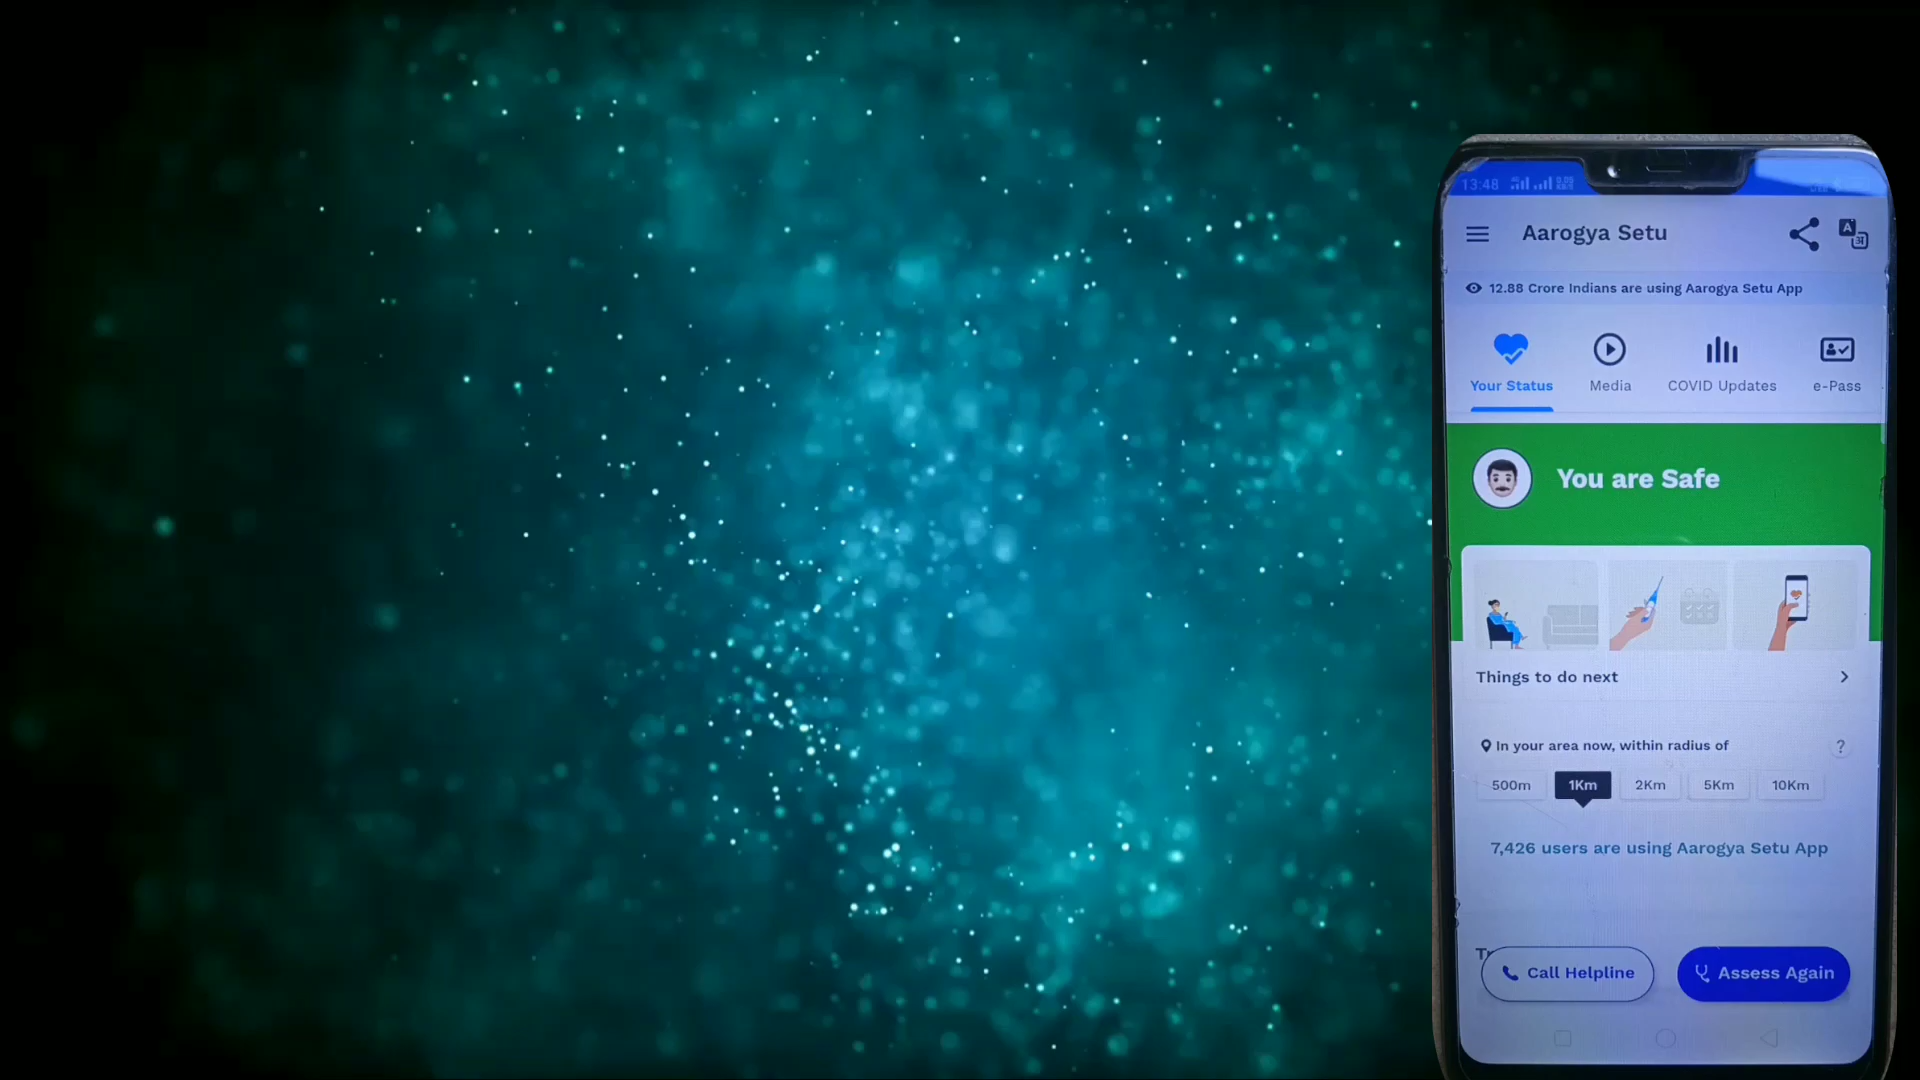 13:48
Aarogya Setu
12.88 Crore Indians are using Aarogya Setu App
Your Status Media COVID Updates e-Pass
You are Safe
Things to do next
In your area now, within radius of ?
500m 1Km 2Km 5Km 10Km
7,426 users are using Aarogya Setu App
Call Helpline Assess Again